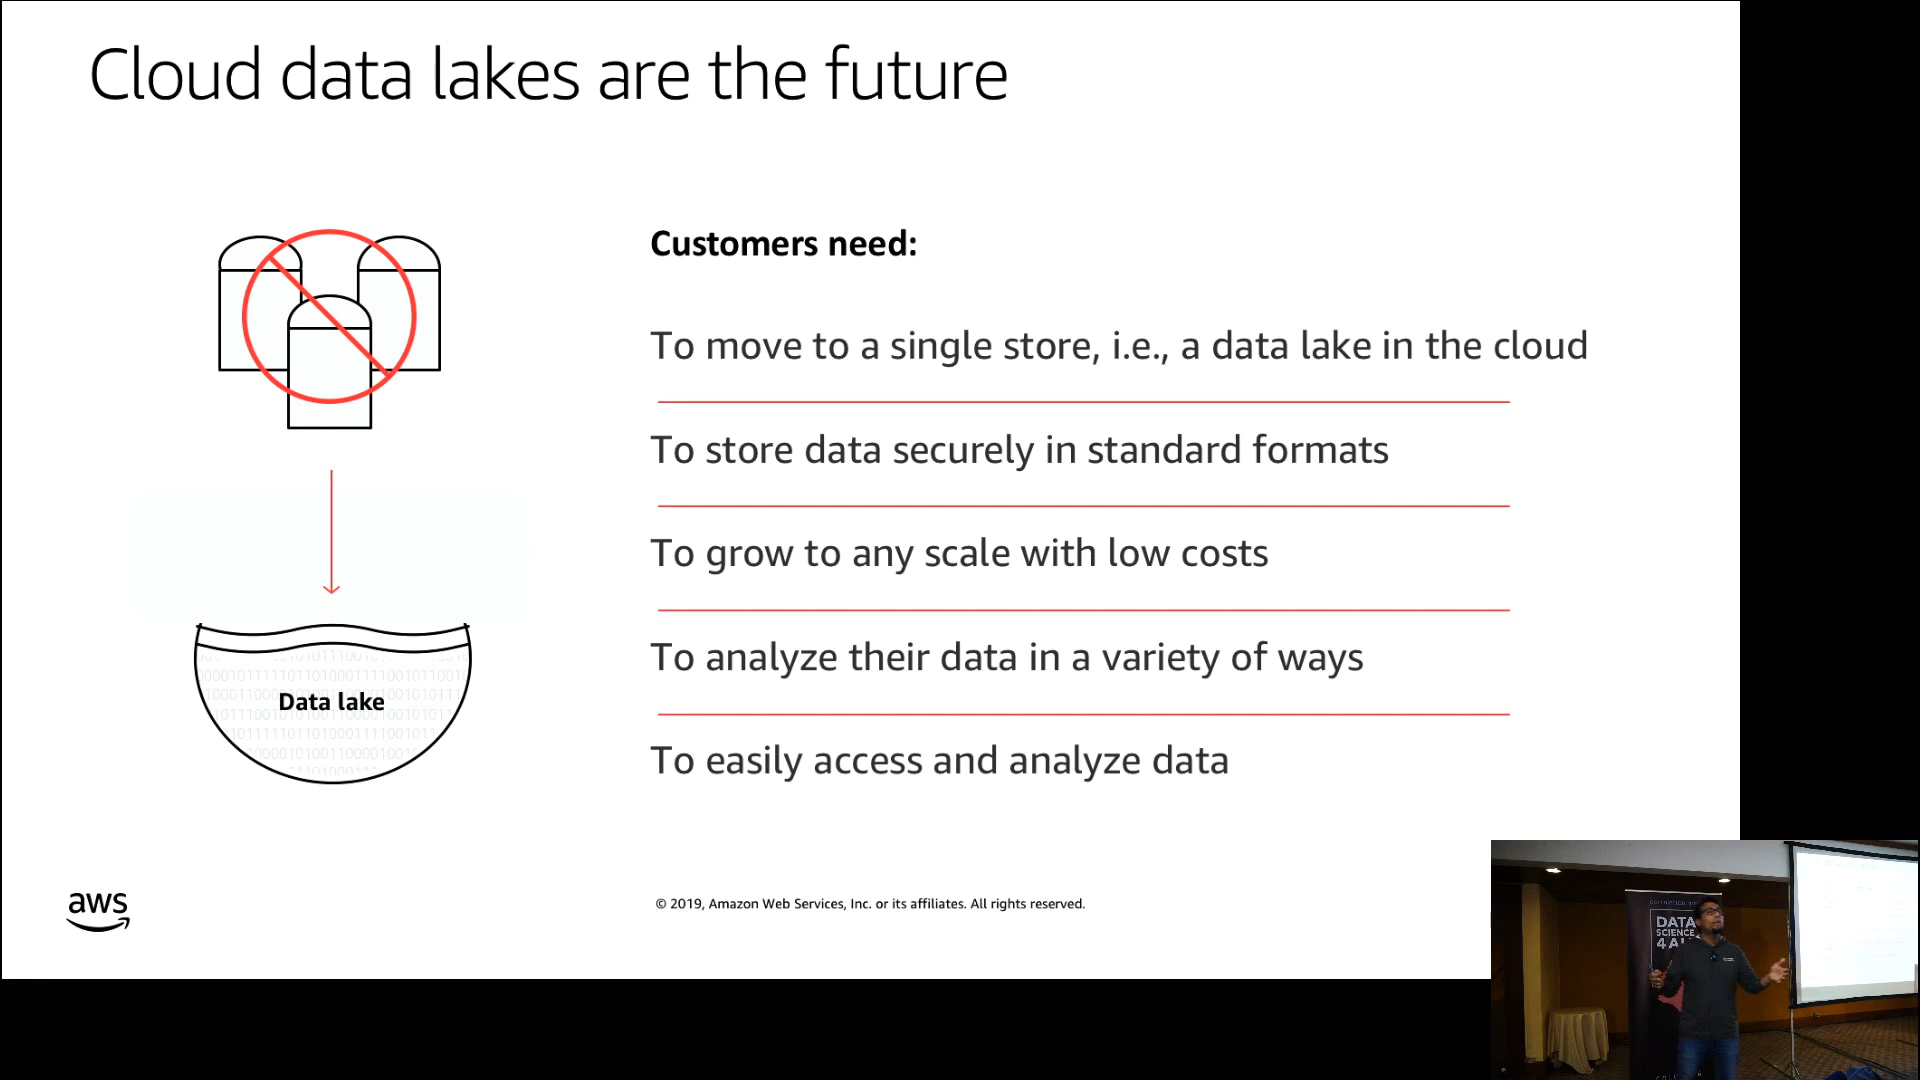 Cloud data lakes are the future
Customers need:
To move to a single store, i.e., a data lake in the cloud
To store data securely in standard formats
To grow to any scale with low costs
To analyze their data in a variety of ways
To easily access and analyze data
Data lake
aws
© 2019, Amazon Web Services, Inc. or its affiliates. All rights reserved.
DATA
SCIENCE